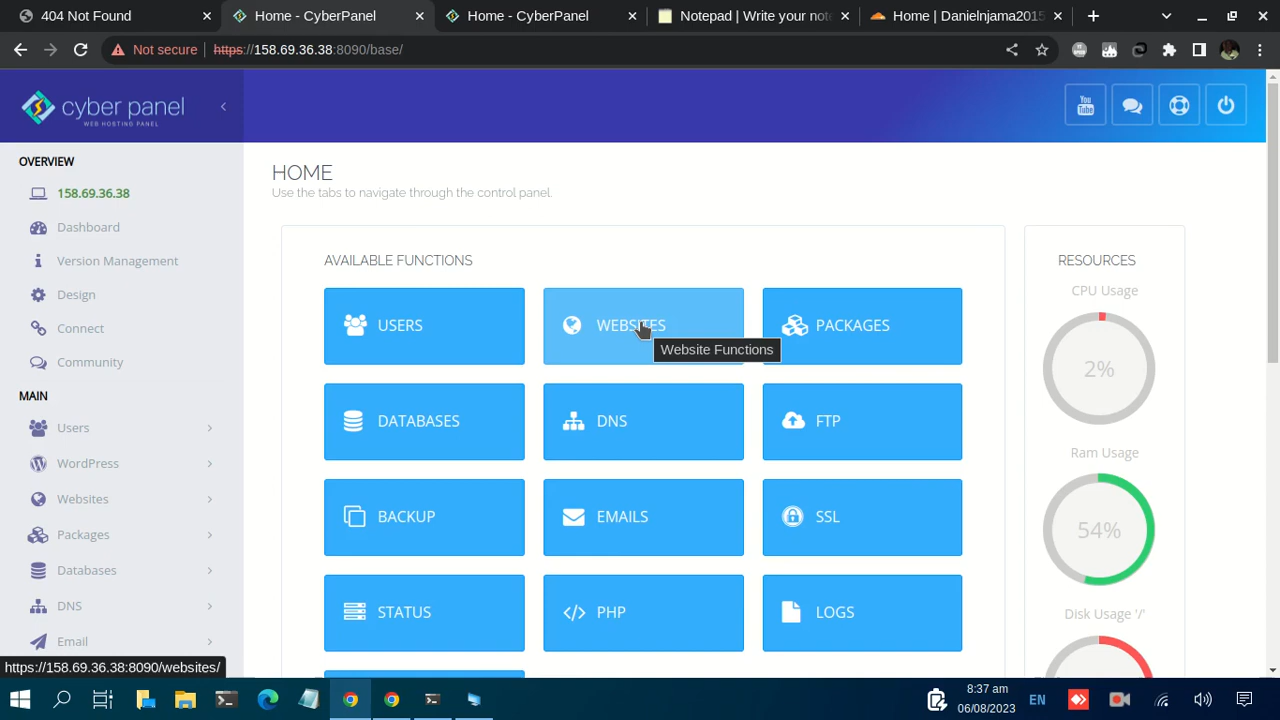 404 Not Found
Home - CyberPanel
Home - CyberPanel
Notepad | Write your note
Home | Danielnjama2015
Not secure
https://158.69.36.38:8090/base/
cyber panel
WEB HOSTING PANEL
You
Tube
OVERVIEW
158.69.36.38
Dashboard
Version Management
Design
Connect
Community
MAIN
Users
WordPress
Websites
Packages
Databases
DNS
Email
https://158.69.36.38:8090/websites/
HOME
Use the tabs to navigate through the control panel.
AVAILABLE FUNCTIONS
USERS
WEBSITES
PACKAGES
Website Functions
DATABASES
DNS
FTP
BACKUP
EMAILS
SSL
STATUS
PHP
LOGS
RESOURCES
CPU Usage
2%
Ram Usage
54%
Disk Usage '/'
8:37 am
06/08/2023
EN